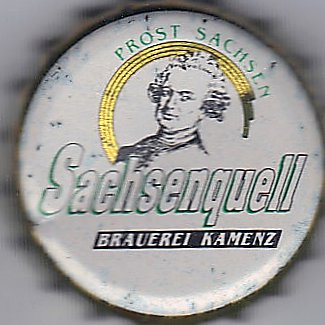 PROST SACHSEN
Sachsenquell
BRAUEREI KAMENZ